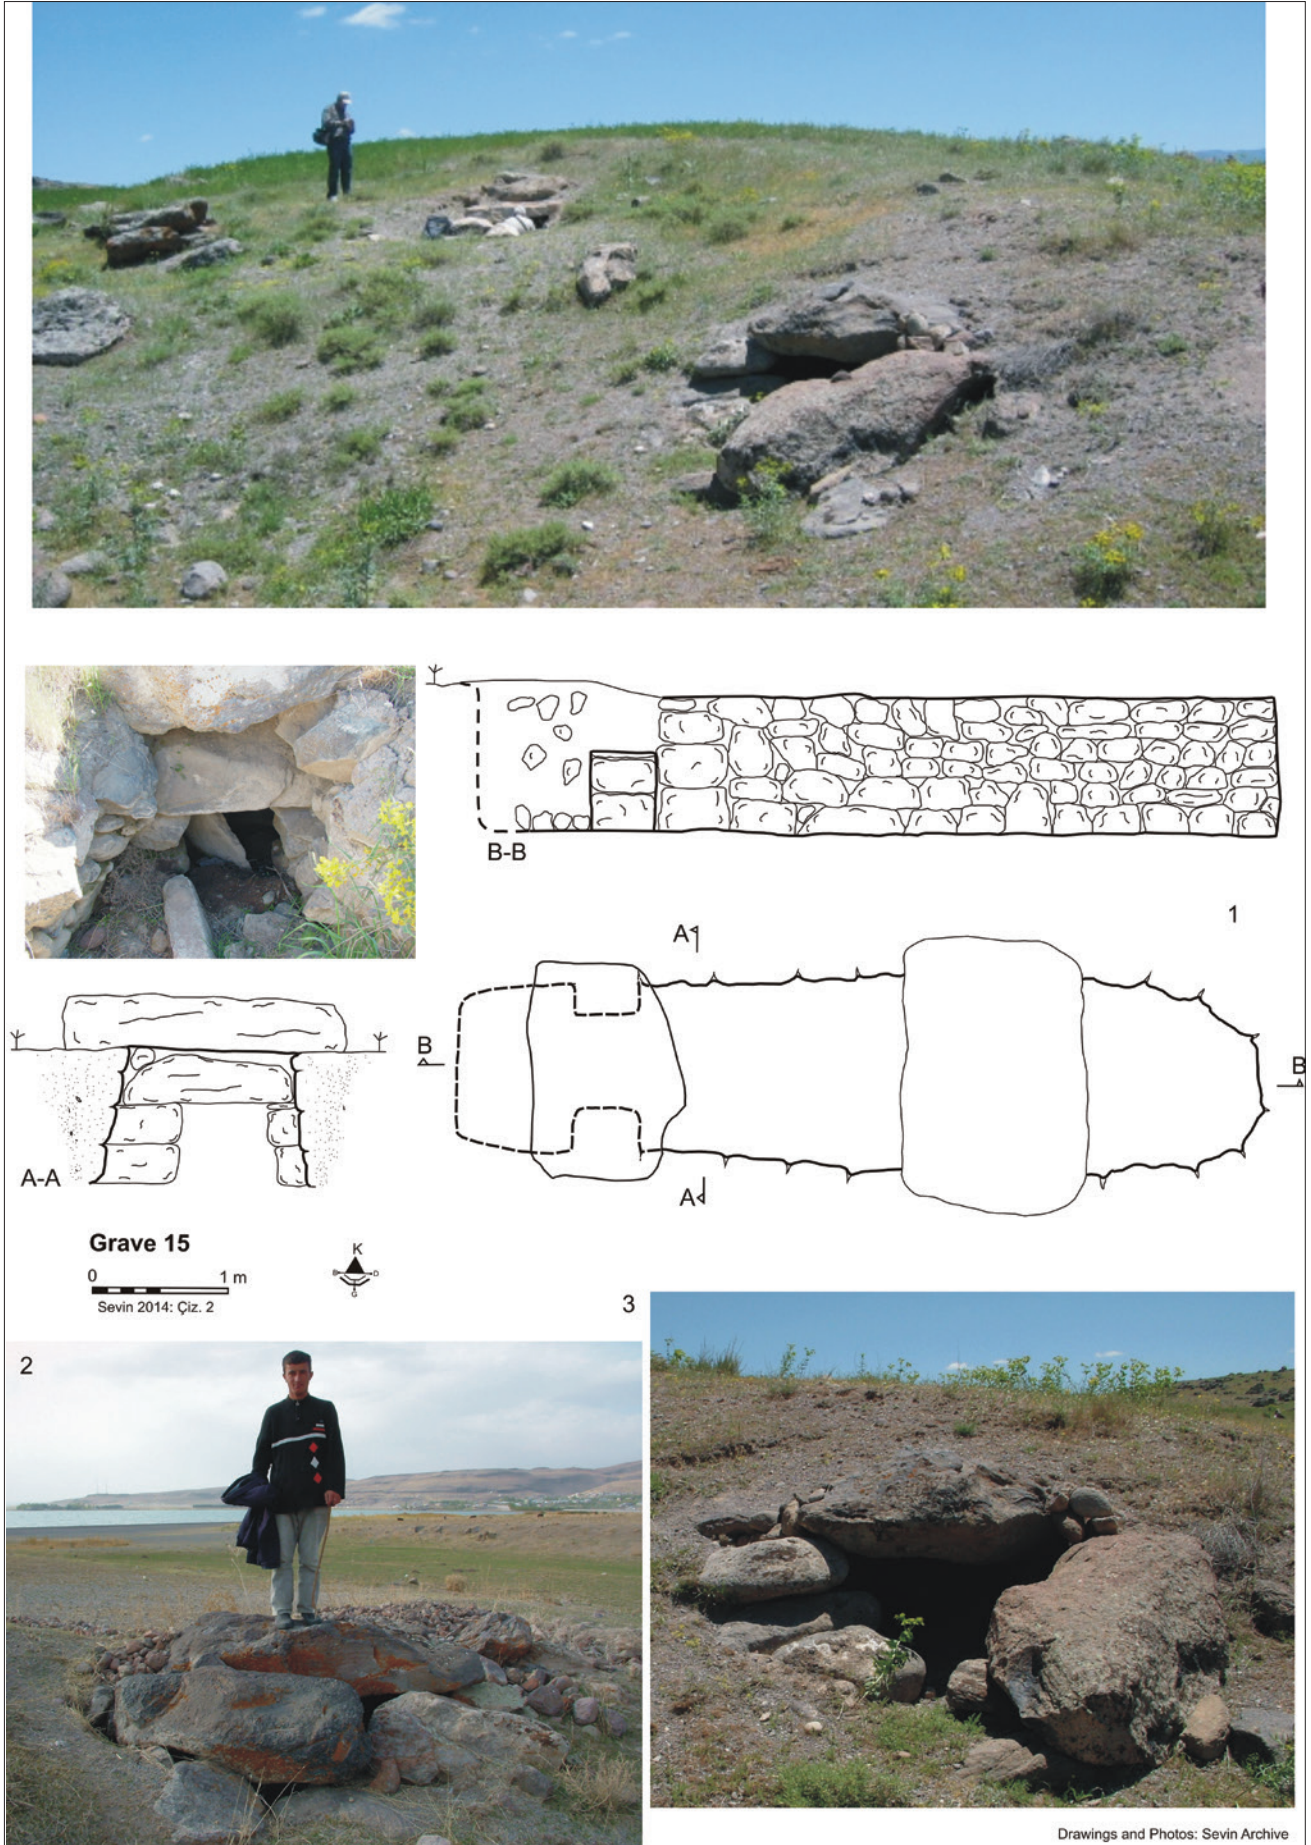 B-B
1
A
B
B
A
A-A
Grave 15
K
B D
G
0 1 m
Sevin 2014: Çiz. 2
3
2
Drawings and Photos: Sevin Archive